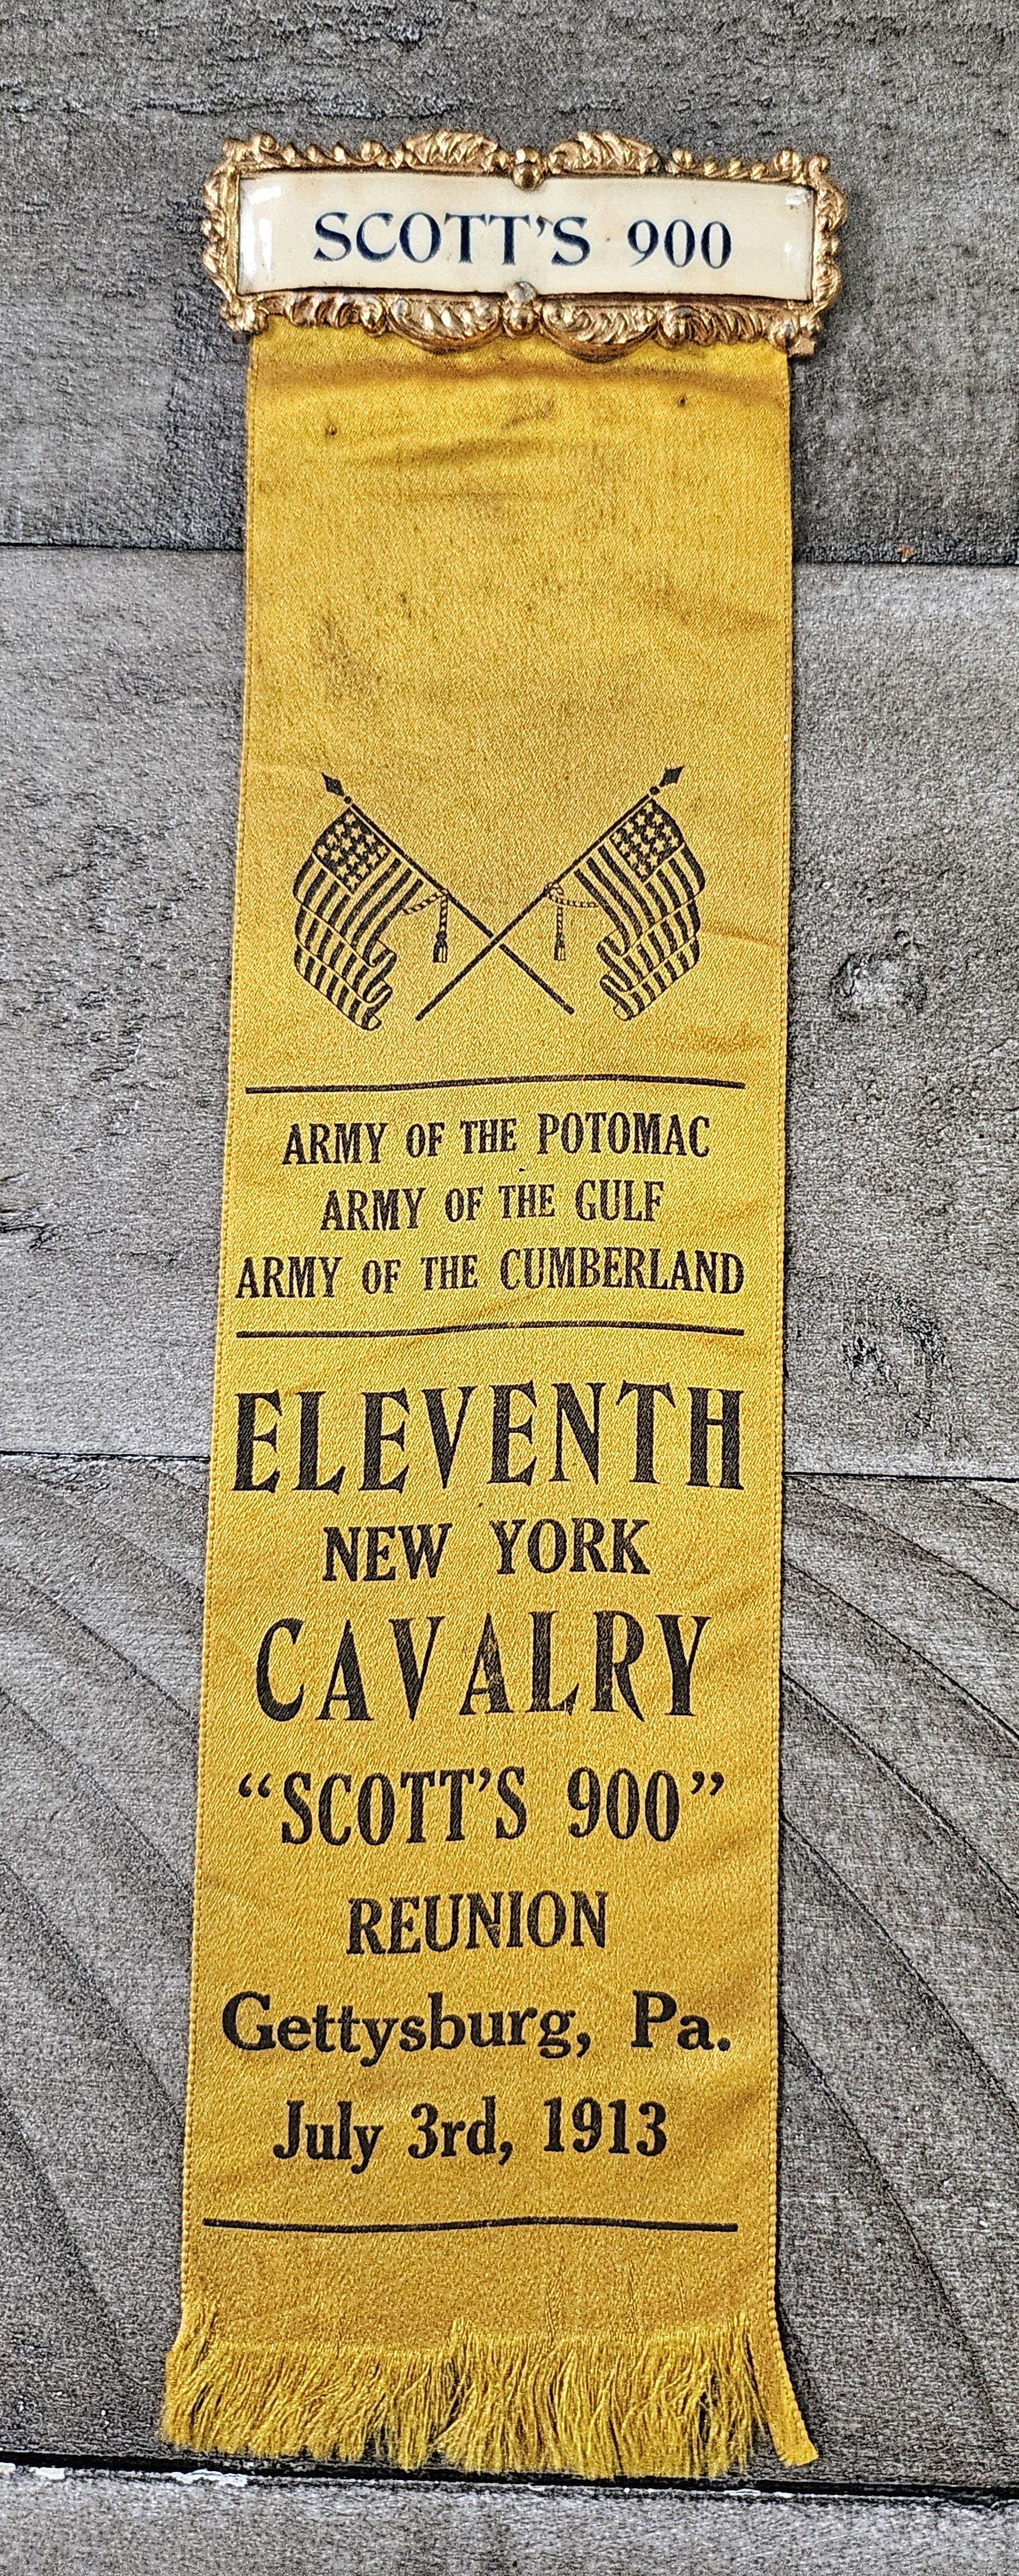 SCOTT'S 900
ARMY OF THE POTOMAC
ARMY OF THE GULF
ARMY OF THE CUMBERLAND
ELEVENTH
NEW YORK
CAVALRY
"SCOTT'S 900"
REUNION
Gettysburg, Pa.
July 3rd, 1913